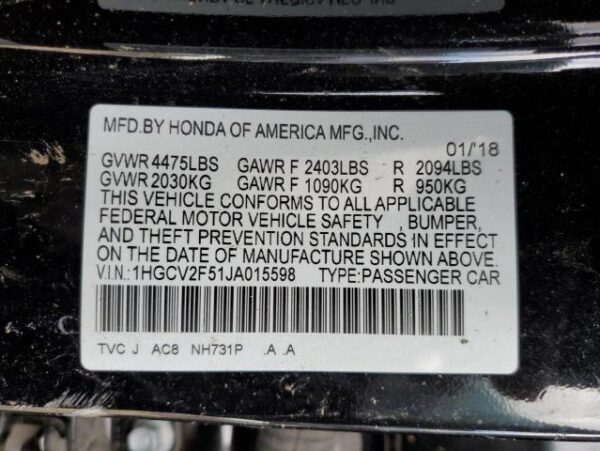 MFD.BY HONDA OF AMERICA MFG.,INC.
01/'18
GVWR 4475LBS GAWR F 2403LBS R 2094LBS
GVWR 2030KG GAWR F 1090KG R 950KG
THIS VEHICLE CONFORMS TO ALL APPLICABLE
FEDERAL MOTOR VEHICLE SAFETY , BUMPER,
AND THEFT PREVENTION STANDARDS IN EFFECT
ON THE DATE OF MANUFACTURE SHOWN ABOVE.
V.I.N.: 1HGCV2F51JA015598 TYPE:PASSENGER CAR
TVC J AC8 NH731P .A .A